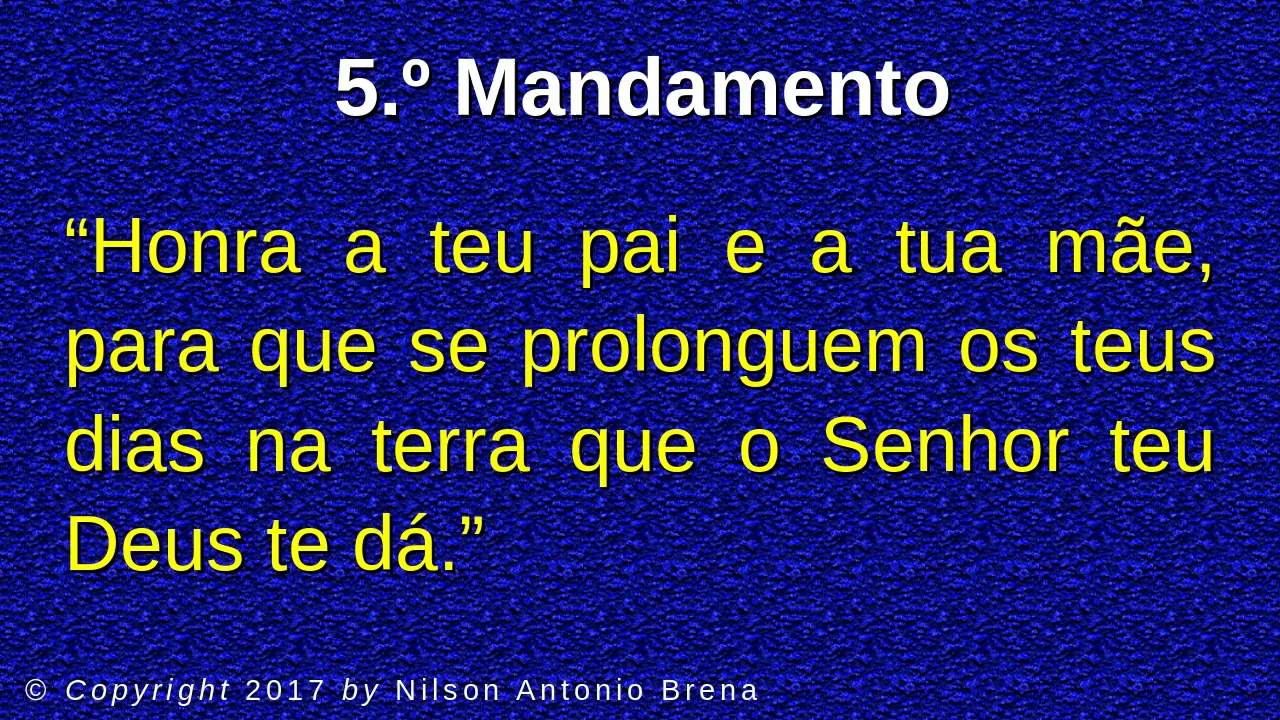 5.º Mandamento
“Honra a teu pai e a tua mãe,
para que se prolonguem os teus
dias na terra que o Senhor teu
Deus te dá.”
© Copyright 2017 by Nilson Antonio Brena